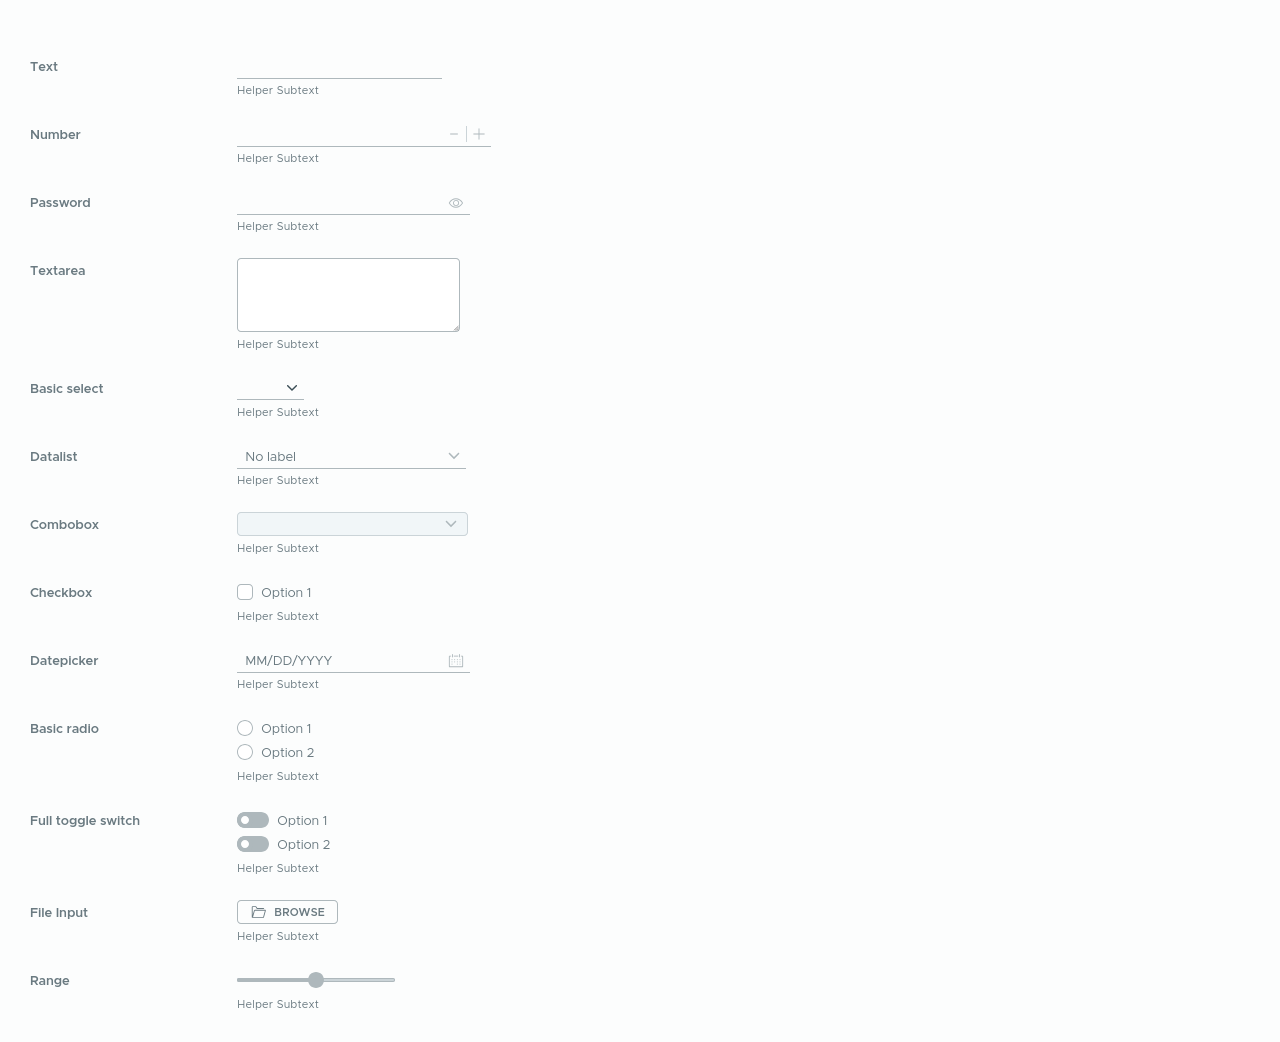 Text
Helper Subtext
Number
Helper Subtext
Password
Helper Subtext
Textarea
Helper Subtext
Basic select
Helper Subtext
Datalist
No label
Helper Subtext
Combobox
Helper Subtext
Checkbox
Option 1
Helper Subtext
Datepicker
MM/DD/YYYY
Helper Subtext
Basic radio
Option 1
Option 2
Helper Subtext
Full toggle switch
Option 1
Option 2
Helper Subtext
File Input
BROWSE
Helper Subtext
Range
Helper Subtext